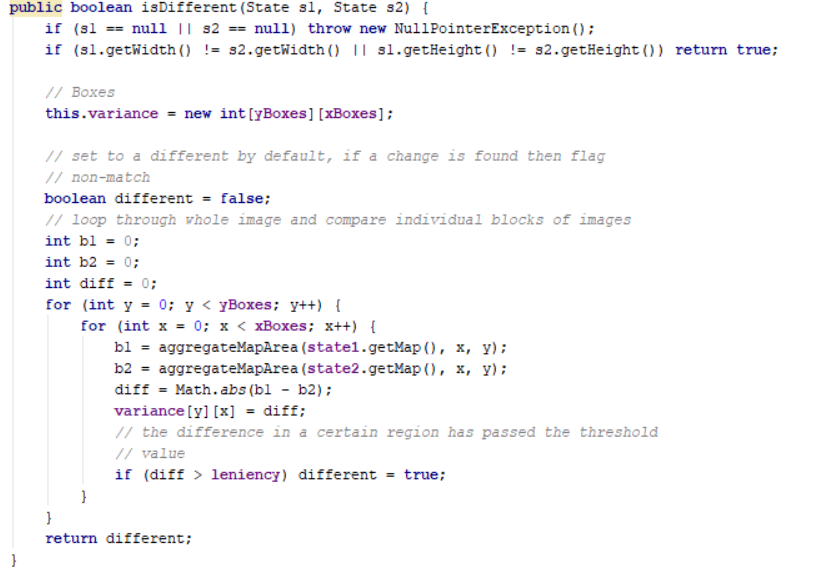 public boolean isDifferent(State s1, State s2) {
    if (s1 == null || s2 == null) throw new NullPointerException();
    if (s1.getWidth() != s2.getWidth() || s1.getHeight() != s2.getHeight()) return true;

    // Boxes
    this.variance = new int[yBoxes][xBoxes];

    // set to a different by default, if a change is found then flag
    // non-match
    boolean different = false;
    // loop through whole image and compare individual blocks of images
    int b1 = 0;
    int b2 = 0;
    int diff = 0;
    for (int y = 0; y < yBoxes; y++) {
        for (int x = 0; x < xBoxes; x++) {
            b1 = aggregateMapArea(state1.getMap(), x, y);
            b2 = aggregateMapArea(state2.getMap(), x, y);
            diff = Math.abs(b1 - b2);
            variance[y][x] = diff;
            // the difference in a certain region has passed the threshold
            // value
            if (diff > leniency) different = true;
        }
    }
    return different;
}